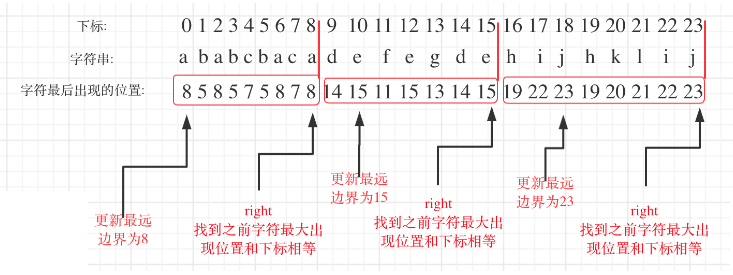 下标: 0 1 2 3 4 5 6 7 8 9 10 11 12 13 14 15 16 17 18 19 20 21 22 23
字符串: a b a b c b a c a d e f e g d e h i j h k l i j
字符最后出现的位置: 8 5 8 5 7 5 8 7 8 14 15 11 15 13 14 15 19 22 23 19 20 21 22 23
更新最远
边界为8
right
找到之前字符最大出
现位置和下标相等
更新最远
边界为15
right
找到之前字符最大出
现位置和下标相等
更新最远
边界为23
right
找到之前字符最大出
现位置和下标相等